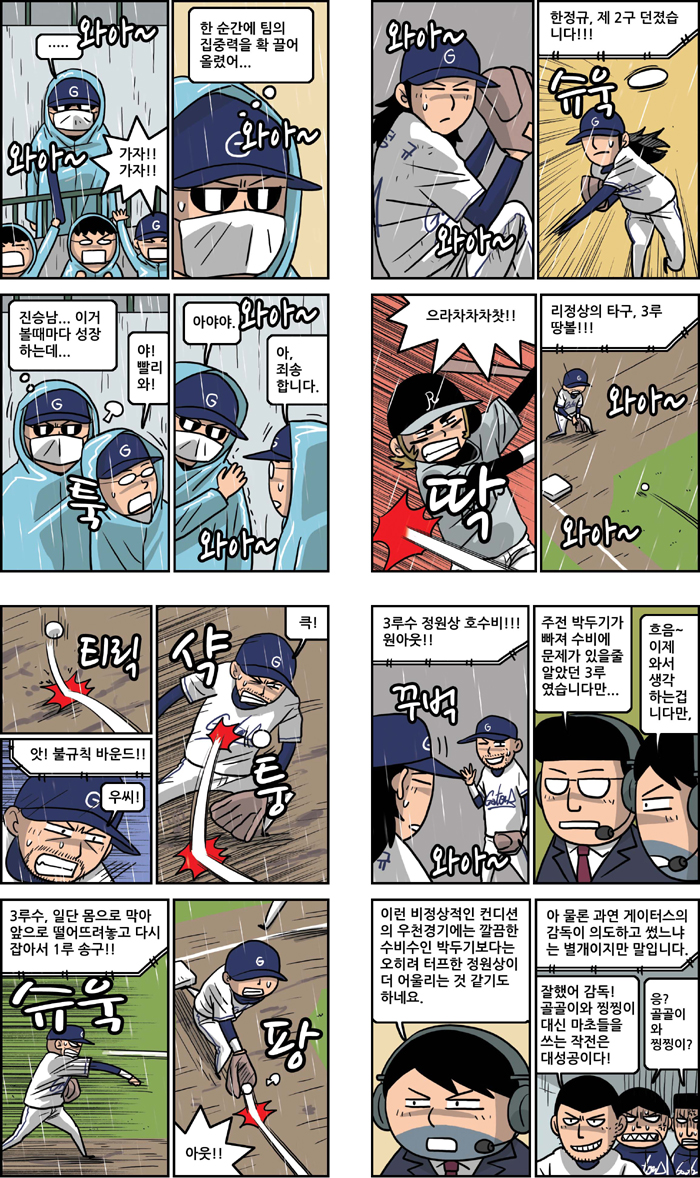 .....
와아~
와아~
가자!!
가자!!
한 순간에 팀의
집중력을 확 끌어
올렸어...
와아~
G
진승남... 이거
볼때마다 성장
하는데...
야!
빨리
와!
툭
아야야.
와아~
아,
죄송
합니다.
와아~
와아~
G
와아~
한정규, 제 2구 던졌습
니다!!!
슈욱
으라차차차찻!!
딱
리정상의 타구, 3루
땅볼!!!
와아~
와아~
티릭
앗! 불규칙 바운드!!
우씨!
큭!
샥
Gators
퉁
3루수, 일단 몸으로 막아
앞으로 떨어뜨려놓고 다시
잡아서 1루 송구!!
슈욱
팡
아웃!!
3루수 정원상 호수비!!!
원아웃!!
꾸벅
Gators
와아~
주전 박두기가
빠져 수비에
문제가 있을줄
알았던 3루
였습니다만...
흐음~
이제
와서
생각
하는겁
니다만,
이런 비정상적인 컨디션
의 우천경기에는 깔끔한
수비수인 박두기보다는
오히려 터프한 정원상이
더 어울리는 것 같기도
하네요.
아 물론 과연 게이터스의
감독이 의도하고 썼느냐
는 별개이지만 말입니다.
잘했어 감독!
골골이와 찡찡이
대신 마초들을
쓰는 작전은
대성공이다!
응?
골골이
와
찡찡이?